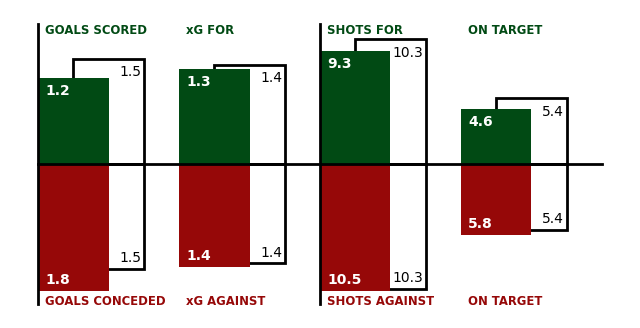 GOALS SCORED xG FOR SHOTS FOR ON TARGET
1.2 1.5 1.3 1.4 9.3 10.3 4.6 5.4
1.8 1.5 1.4 1.4 10.5 10.3 5.8 5.4
GOALS CONCEDED xG AGAINST SHOTS AGAINST ON TARGET